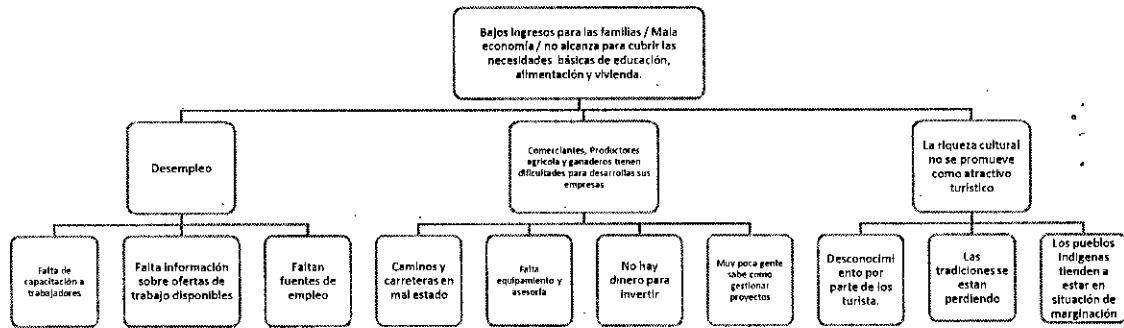 Bajos Ingresos para las familias / Mala
economía / no alcanza para cubrir las
necesidades básicas de educación,
alimentación y vivienda.
Desempleo
Comerciantes, Productores
agrícola y ganaderos tienen
dificultades para desarrollas sus
empresas
La riqueza cultural
no se promueve
como atractivo
turístico
Falta de
capacitación a
trabajadores
Falta información
sobre ofertas de
trabajo disponibles
Faltan
fuentes de
empleo
Caminos y
carreteras en
mal estado
Falta
equipamiento y
asesoría
No hay
dinero para
invertir
Muy poca gente
sabe como
gestionar
proyectos
Desconocimi
ento por
parte de los
turista.
Las
tradiciones se
estan
perdiendo
Los pueblos
Indígenas
tienden a
estar en
situación de
marginación